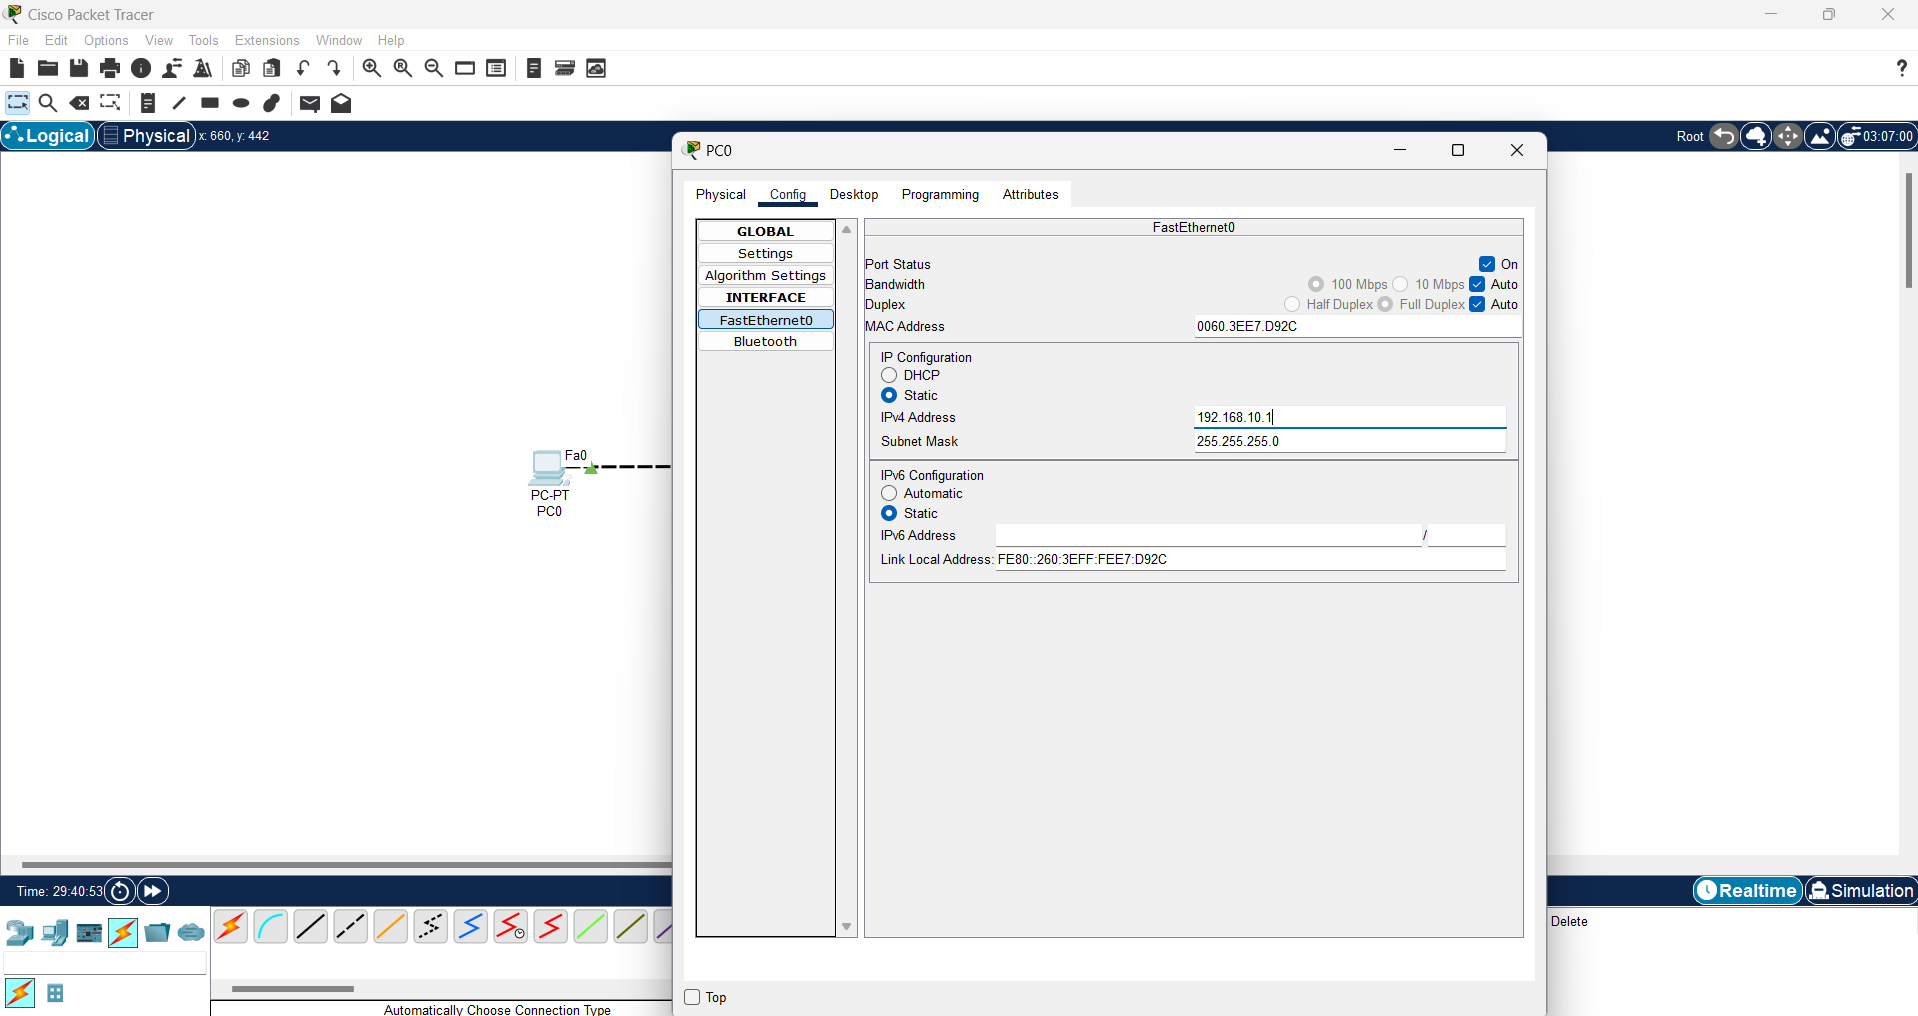 Cisco Packet Tracer
File Edit Options View Tools Extensions Window Help
?
Logical Physical x: 660, y: 442 Root 03:07:00
PC0
Physical Config Desktop Programming Attributes
GLOBAL
Settings
Algorithm Settings
INTERFACE
FastEthernet0
Bluetooth
FastEthernet0
Port Status On
Bandwidth 100 Mbps 10 Mbps Auto
Duplex Half Duplex Full Duplex Auto
MAC Address 0060.3EE7.D92C
IP Configuration
DHCP
Static
IPv4 Address 192.168.10.1
Subnet Mask 255.255.255.0
IPv6 Configuration
Automatic
Static
IPv6 Address /
Link Local Address: FE80::260:3EFF:FEE7:D92C
Fa0
PC-PT
PC0
Time: 29:40:53 Realtime Simulation
Delete
Top
Automatically Choose Connection Type